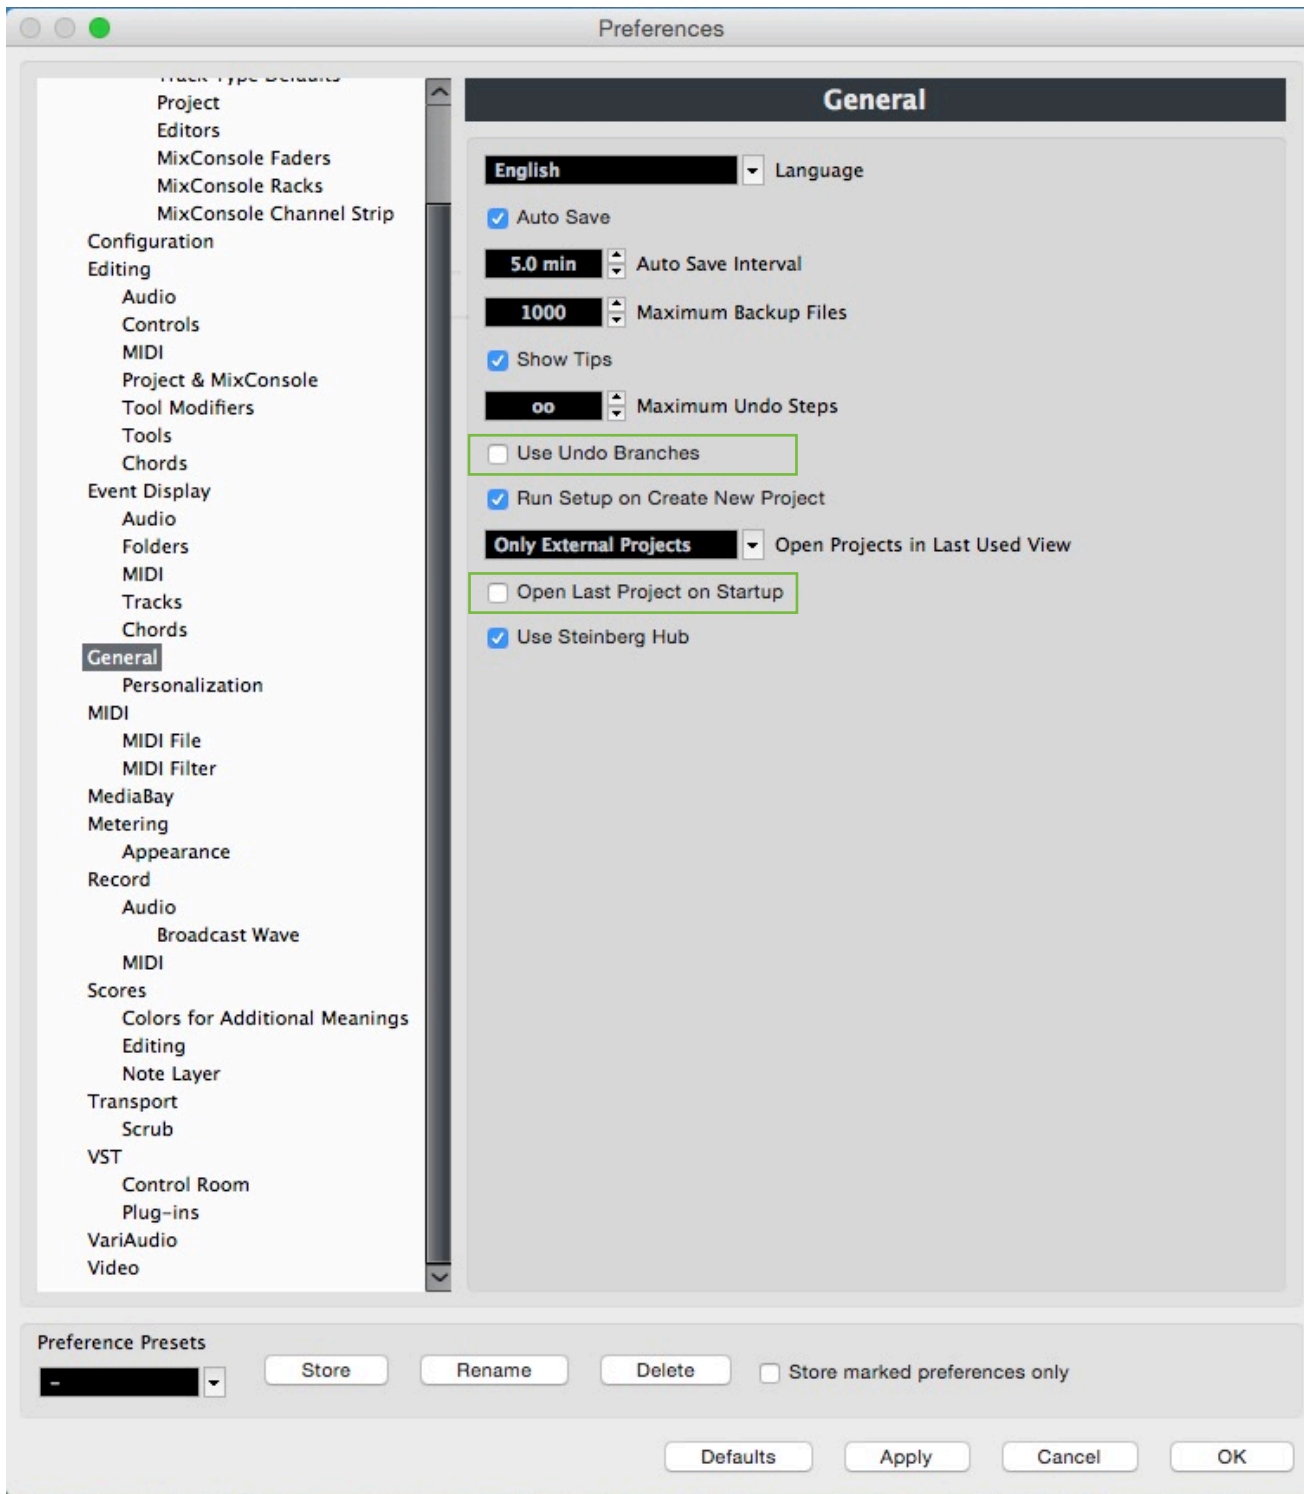 Preferences
Track Type Defaults
Project
Editors
MixConsole Faders
MixConsole Racks
MixConsole Channel Strip
Configuration
Editing
Audio
Controls
MIDI
Project & MixConsole
Tool Modifiers
Tools
Chords
Event Display
Audio
Folders
MIDI
Tracks
Chords
General
Personalization
MIDI
MIDI File
MIDI Filter
MediaBay
Metering
Appearance
Record
Audio
Broadcast Wave
MIDI
Scores
Colors for Additional Meanings
Editing
Note Layer
Transport
Scrub
VST
Control Room
Plug-ins
VariAudio
Video
General
English Language
Auto Save
5.0 min Auto Save Interval
1000 Maximum Backup Files
Show Tips
oo Maximum Undo Steps
Use Undo Branches
Run Setup on Create New Project
Only External Projects Open Projects in Last Used View
Open Last Project on Startup
Use Steinberg Hub
Preference Presets
– Store Rename Delete Store marked preferences only
Defaults Apply Cancel OK